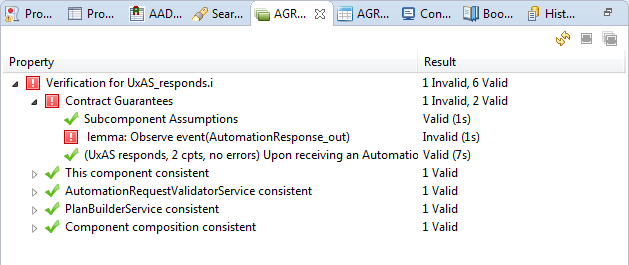 Pro... Pro... AAD... Sear... AGR... AGR... Con... Boo... Hist...
Property Result
Verification for UxAS_responds.i 1 Invalid, 6 Valid
Contract Guarantees 1 Invalid, 2 Valid
Subcomponent Assumptions Valid (1s)
lemma: Observe event(AutomationResponse_out) Invalid (1s)
(UxAS responds, 2 cpts, no errors) Upon receiving an Automatio Valid (7s)
This component consistent 1 Valid
AutomationRequestValidatorService consistent 1 Valid
PlanBuilderService consistent 1 Valid
Component composition consistent 1 Valid